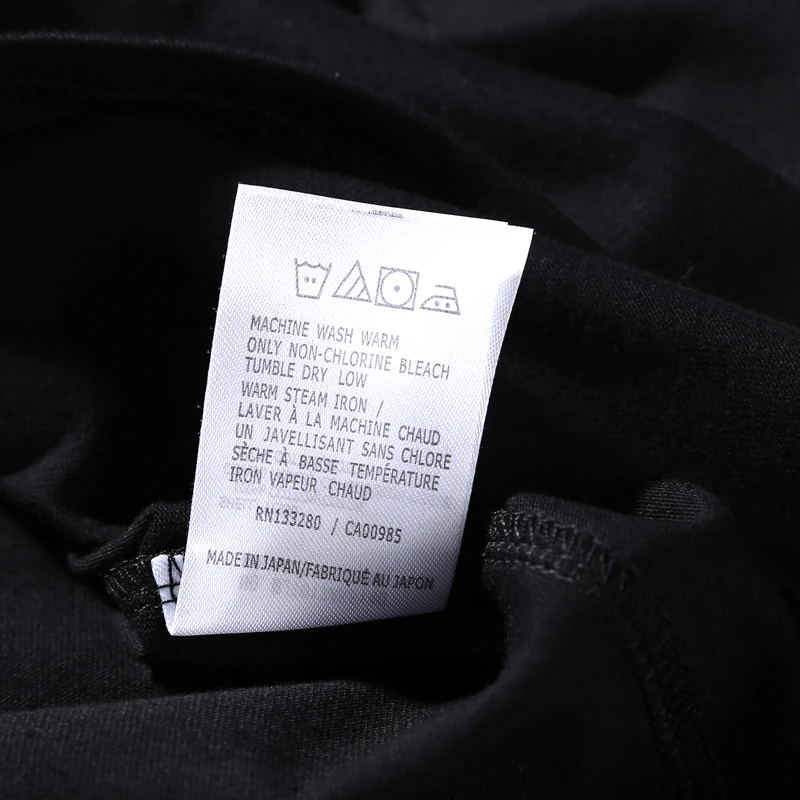 MACHINE WASH WARM
ONLY NON-CHLORINE BLEACH
TUMBLE DRY LOW
WARM STEAM IRON /
LAVER À LA MACHINE CHAUD
UN JAVELLISANT SANS CHLORE
SÈCHE À BASSE TEMPÉRATURE
IRON VAPEUR CHAUD
RN133280 / CA00985
MADE IN JAPAN/FABRIQUÉ AU JAPON